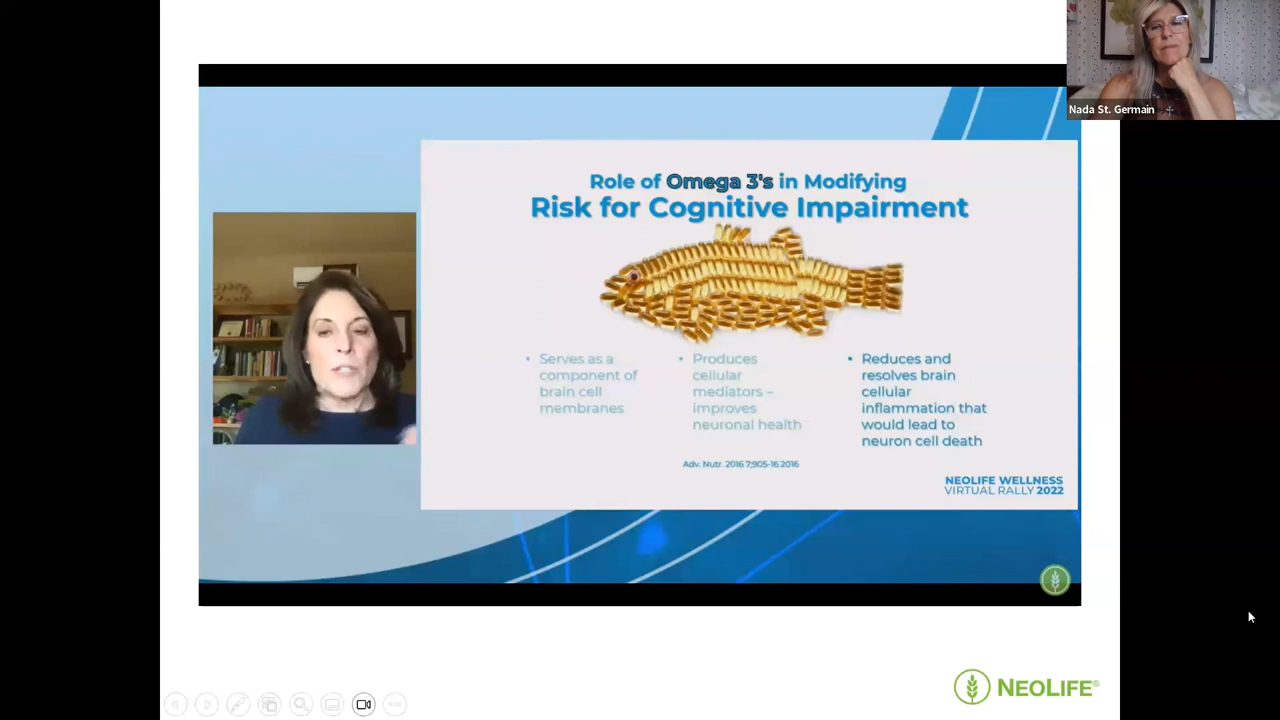 Nada St. Germain
Role of Omega 3's in Modifying
Risk for Cognitive Impairment
• Serves as a
component of
brain cell
membranes
• Produces
cellular
mediators –
improves
neuronal health
• Reduces and
resolves brain
cellular
inflammation that
would lead to
neuron cell death
Adv. Nutr. 2016 7;905-16 2016
NEOLIFE WELLNESS
VIRTUAL RALLY 2022
NEOLIFE®